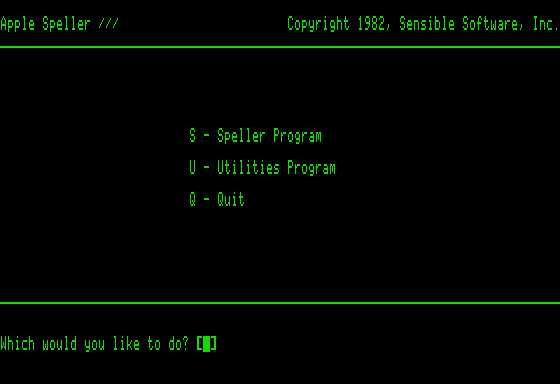 Apple Speller /// Copyright 1982, Sensible Software, Inc.
S - Speller Program
U - Utilities Program
Q - Quit
Which would you like to do? [ ]